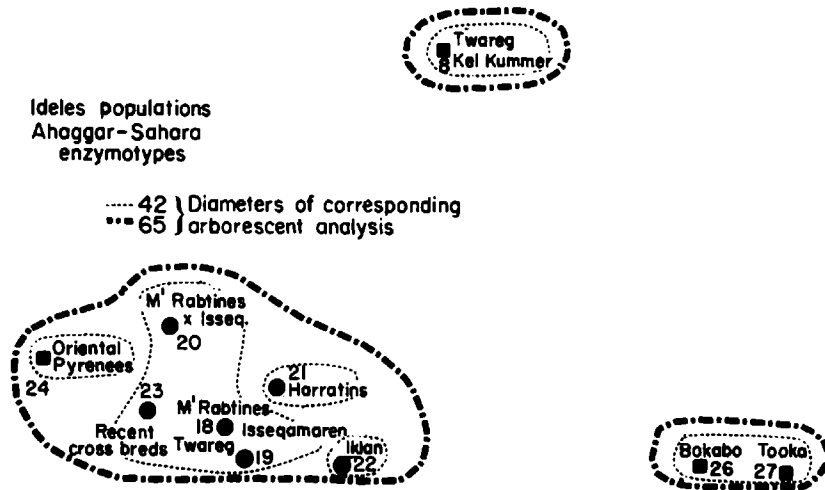 Twareg
8 Kel Kummer
Ideles populations
Ahaggar-Sahara
enzymotypes
42 } Diameters of corresponding
65 } arborescent analysis
M' Rabtines
x Isseq.
20
Oriental
Pyrenees
24
21
Harratins
23
Recent
cross breds
M' Rabtines
18 Isseqamaren
Twareg
19
Iklan
22
Bokabo
26
Tooka
27